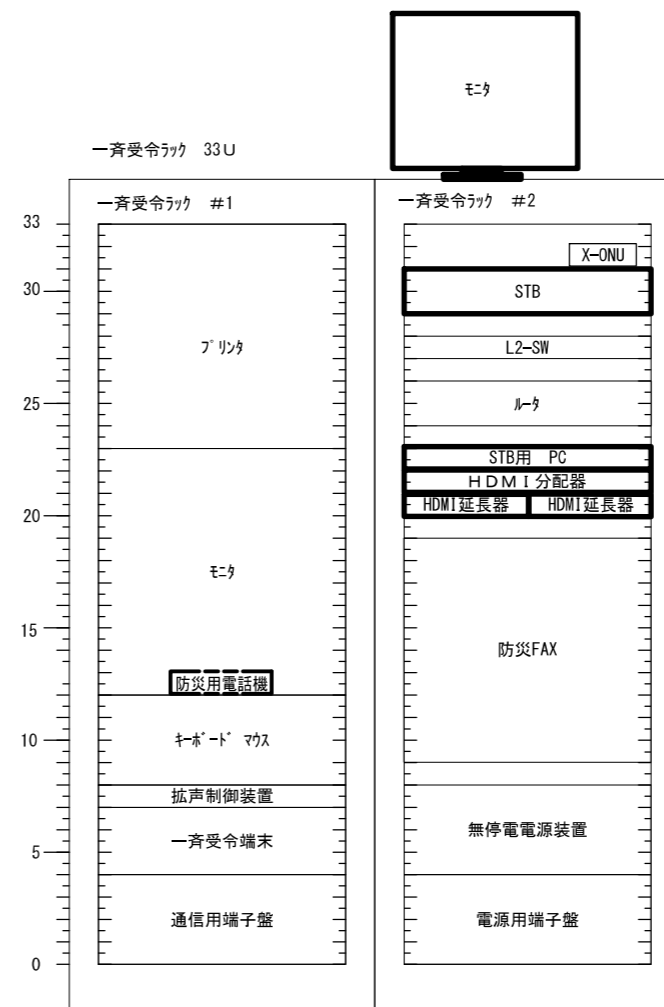 モニタ
一斉受令ラック 33U
一斉受令ラック #1
一斉受令ラック #2
33
30
25
20
15
10
5
0
プリンタ
モニタ
防災用電話機
キーボード マウス
拡声制御装置
一斉受令端末
通信用端子盤
X-ONU
STB
L2-SW
ルータ
STB用 PC
HDMI分配器
HDMI延長器 HDMI延長器
防災FAX
無停電電源装置
電源用端子盤